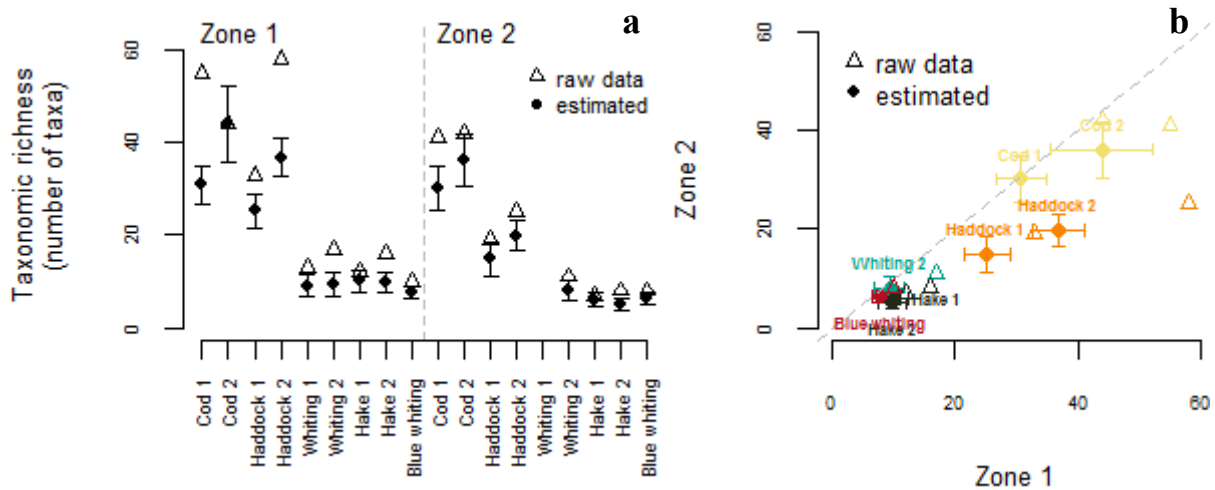 Zone 1
Zone 2
a
Taxonomic richness
(number of taxa)
60
40
20
0
raw data
estimated
Cod 1
Cod 2
Haddock 1
Haddock 2
Whiting 1
Whiting 2
Hake 1
Hake 2
Blue whiting
Cod 1
Cod 2
Haddock 1
Haddock 2
Whiting 1
Whiting 2
Hake 1
Hake 2
Blue whiting
b
Zone 2
60
40
20
0
raw data
estimated
Cod 2
Cod 1
Haddock 2
Haddock 1
Whiting 2
Hake 1
Blue whiting
Hake 2
0
20
40
60
Zone 1